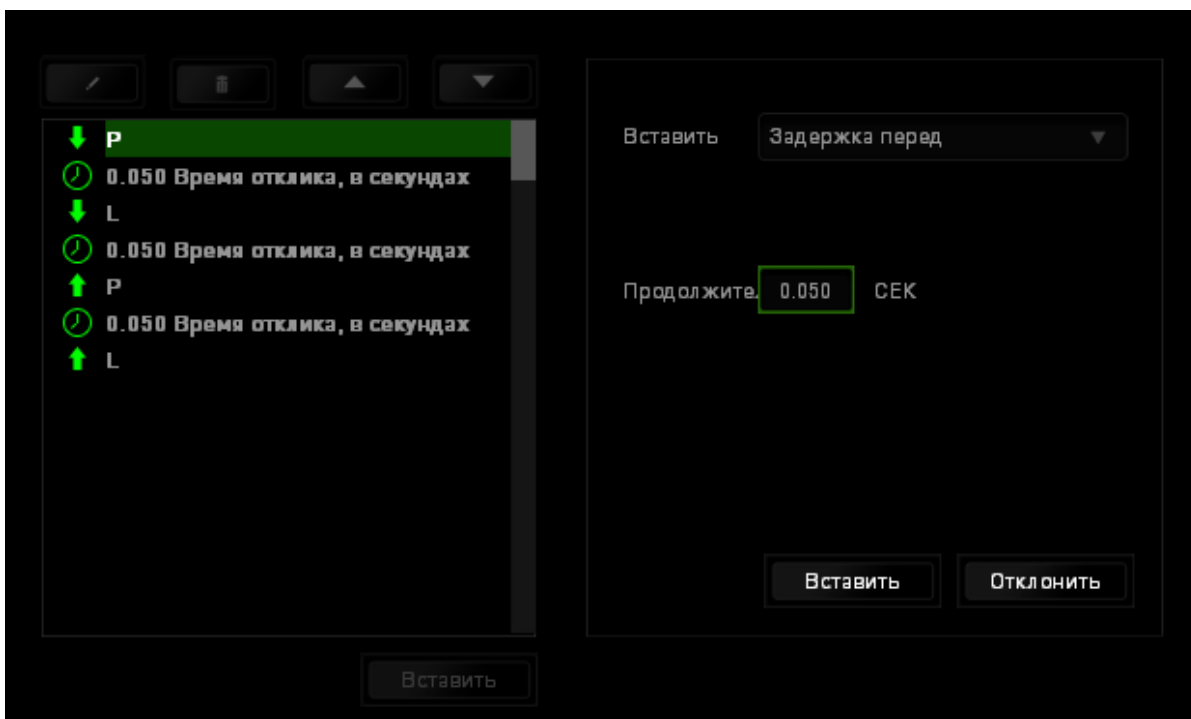 P
0.050 Время отклика, в секундах
L
0.050 Время отклика, в секундах
P
0.050 Время отклика, в секундах
L
Вставить
Вставить Задержка перед
Продолжите. 0.050 СЕК
Вставить Отклонить